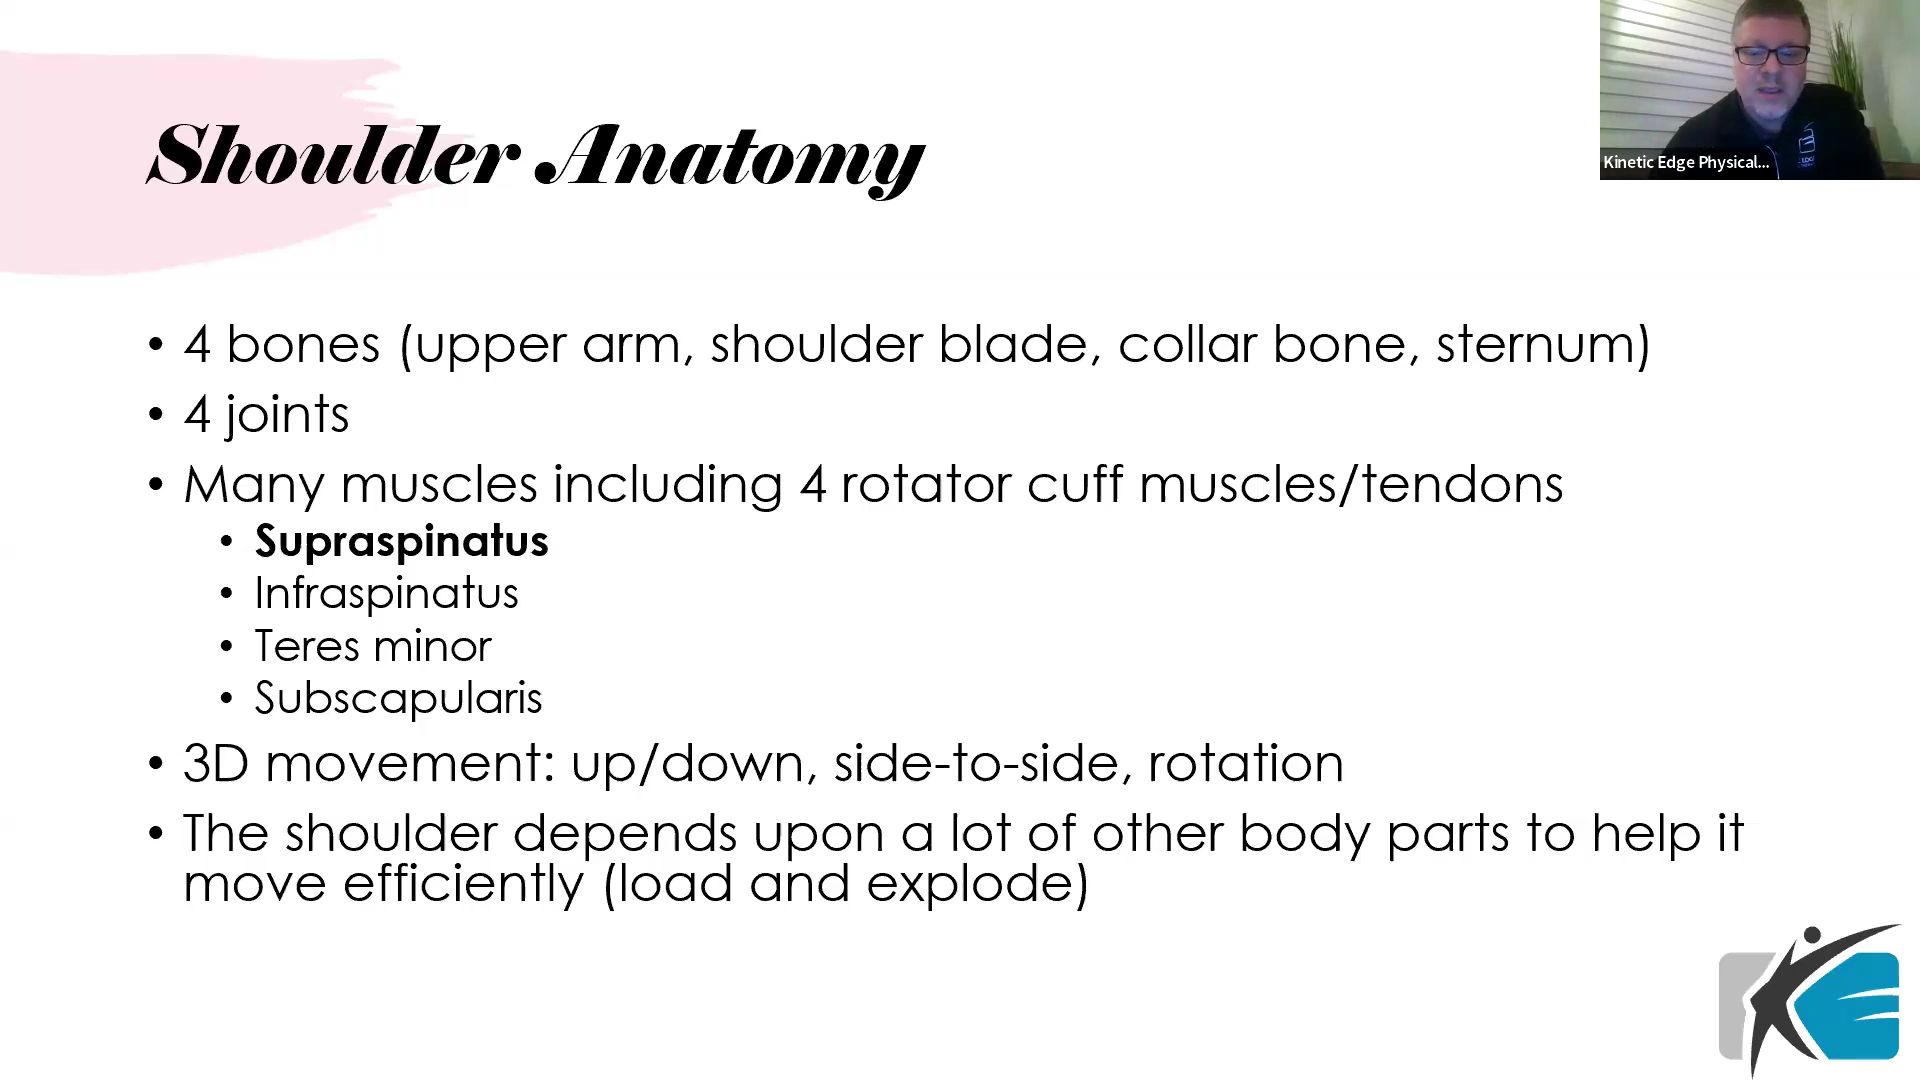 Shoulder Anatomy
Kinetic Edge Physical...
• 4 bones (upper arm, shoulder blade, collar bone, sternum)
• 4 joints
• Many muscles including 4 rotator cuff muscles/tendons
• Supraspinatus
• Infraspinatus
• Teres minor
• Subscapularis
• 3D movement: up/down, side-to-side, rotation
• The shoulder depends upon a lot of other body parts to help it
move efficiently (load and explode)